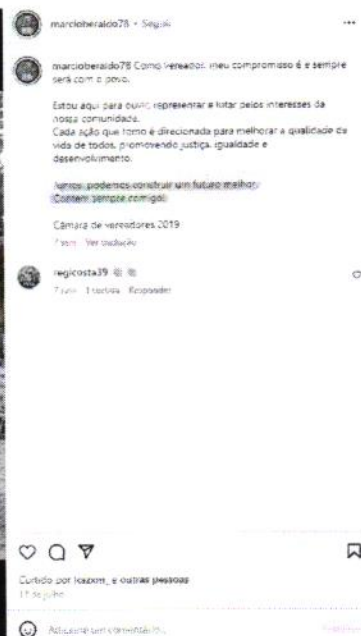 marcioberaldo78 • Seguir
marcioberaldo78 Como vereador, meu compromisso é e sempre
será com o povo.
Estou aqui para ouvir, representar e lutar pelos interesses da
nossa comunidade.
Cada ação que tomo é direcionada para melhorar a qualidade de
vida de todos, promovendo justiça, igualdade e
desenvolvimento.
Juntos, podemos construir um futuro melhor.
Contem sempre comigo!
Câmara de vereadores 2019
7 sem Ver tradução
regicosta39
7 sem 1 curtida Responder
Curtido por e outras pessoas
17 de julho
Adicione um comentário...